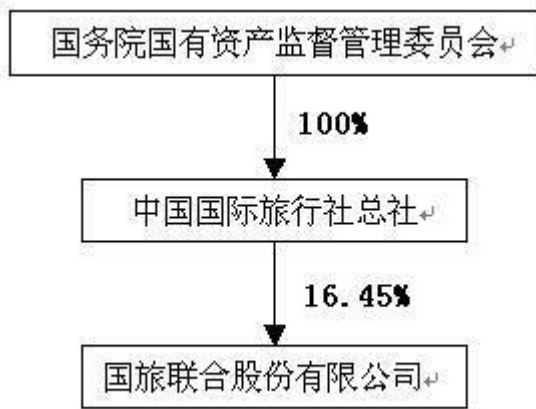 国务院国有资产监督管理委员会
100%
中国国际旅行社总社
16.45%
国旅联合股份有限公司